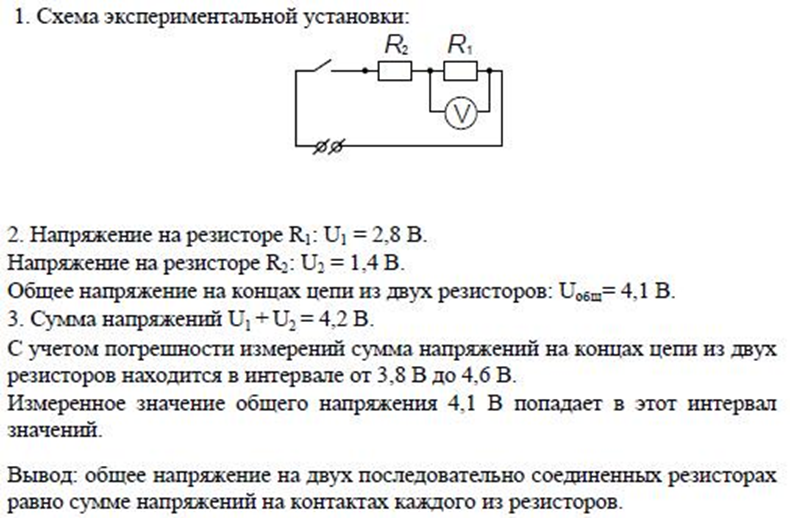 1. Схема экспериментальной установки:
R₂ R₁
V
2. Напряжение на резисторе R₁: U₁ = 2,8 В.
Напряжение на резисторе R₂: U₂ = 1,4 В.
Общее напряжение на концах цепи из двух резисторов: Uобщ= 4,1 В.
3. Сумма напряжений U₁ + U₂ = 4,2 В.
С учетом погрешности измерений сумма напряжений на концах цепи из двух
резисторов находится в интервале от 3,8 В до 4,6 В.
Измеренное значение общего напряжения 4,1 В попадает в этот интервал
значений.
Вывод: общее напряжение на двух последовательно соединенных резисторах
равно сумме напряжений на контактах каждого из резисторов.